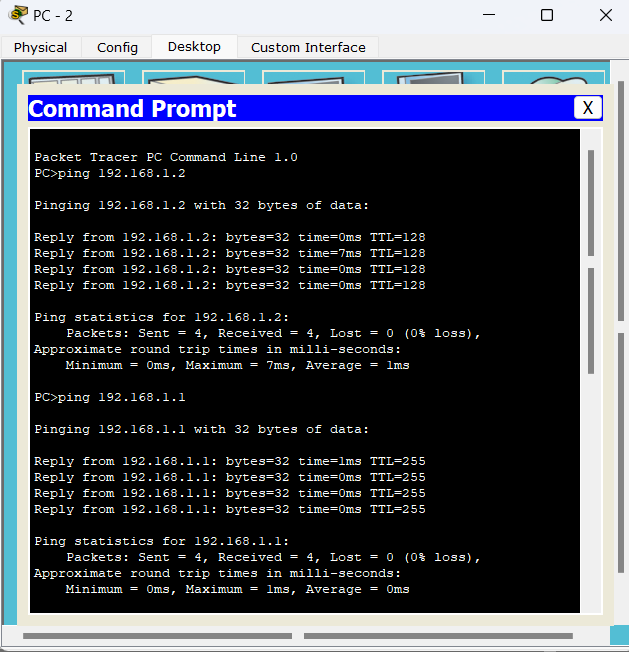 PC - 2
Physical Config Desktop Custom Interface
Command Prompt X
Packet Tracer PC Command Line 1.0
PC>ping 192.168.1.2
Pinging 192.168.1.2 with 32 bytes of data:
Reply from 192.168.1.2: bytes=32 time=0ms TTL=128
Reply from 192.168.1.2: bytes=32 time=7ms TTL=128
Reply from 192.168.1.2: bytes=32 time=0ms TTL=128
Reply from 192.168.1.2: bytes=32 time=0ms TTL=128
Ping statistics for 192.168.1.2:
Packets: Sent = 4, Received = 4, Lost = 0 (0% loss),
Approximate round trip times in milli-seconds:
Minimum = 0ms, Maximum = 7ms, Average = 1ms
PC>ping 192.168.1.1
Pinging 192.168.1.1 with 32 bytes of data:
Reply from 192.168.1.1: bytes=32 time=1ms TTL=255
Reply from 192.168.1.1: bytes=32 time=0ms TTL=255
Reply from 192.168.1.1: bytes=32 time=0ms TTL=255
Reply from 192.168.1.1: bytes=32 time=0ms TTL=255
Ping statistics for 192.168.1.1:
Packets: Sent = 4, Received = 4, Lost = 0 (0% loss),
Approximate round trip times in milli-seconds:
Minimum = 0ms, Maximum = 1ms, Average = 0ms